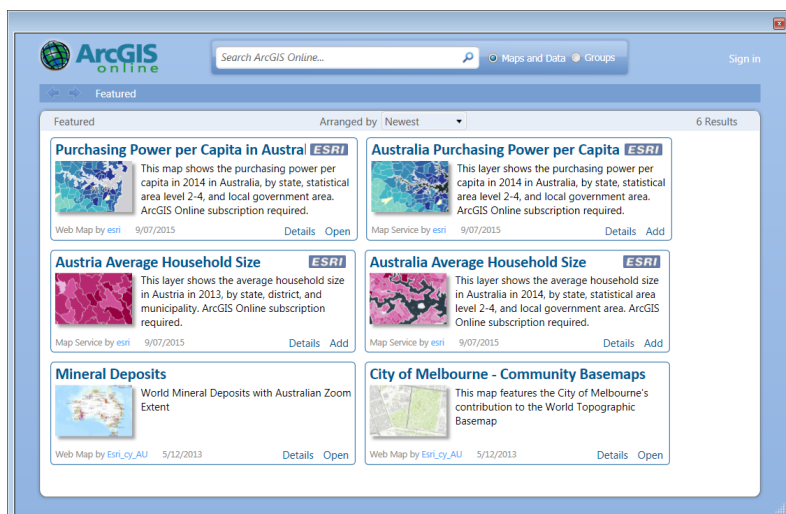 ArcGIS
online
Search ArcGIS Online...
Maps and Data
Groups
Sign in
Featured
Featured
Arranged by
Newest
6 Results
Purchasing Power per Capita in Austral
ESRI
This map shows the purchasing power per
capita in 2014 in Australia, by state, statistical
area level 2-4, and local government area.
ArcGIS Online subscription required.
Web Map by esri
9/07/2015
Details
Open
Australia Purchasing Power per Capita
ESRI
This layer shows the purchasing power per
capita in 2014 in Australia, by state, statistical
area level 2-4, and local government area.
ArcGIS Online subscription required.
Map Service by esri
9/07/2015
Details
Add
Austria Average Household Size
ESRI
This layer shows the average household size
in Austria in 2013, by state, district, and
municipality. ArcGIS Online subscription
required.
Map Service by esri
9/07/2015
Details
Add
Australia Average Household Size
ESRI
This layer shows the average household size
in Australia in 2014, by state, statistical area
level 2-4, and local government area. ArcGIS
Online subscription required.
Map Service by esri
9/07/2015
Details
Add
Mineral Deposits
World Mineral Deposits with Australian Zoom
Extent
Web Map by Esri_cy_AU
5/12/2013
Details
Open
City of Melbourne - Community Basemaps
This map features the City of Melbourne's
contribution to the World Topographic
Basemap
Web Map by Esri_cy_AU
5/12/2013
Details
Open